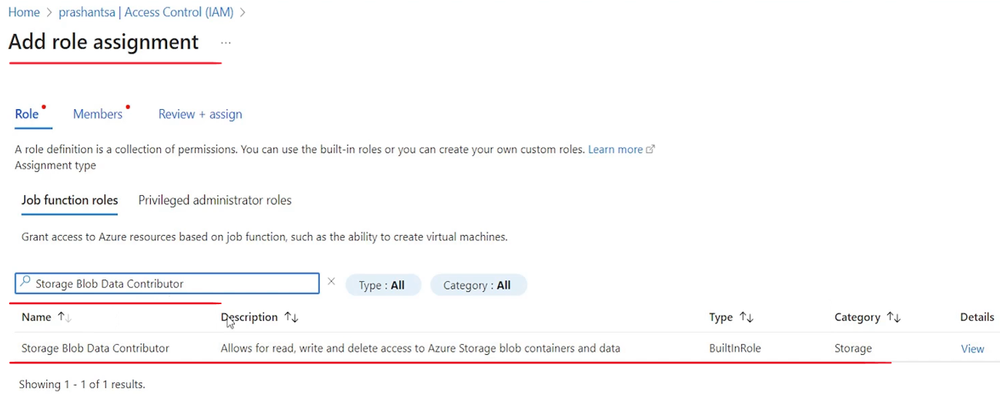 Home > prashantsa | Access Control (IAM) >
Add role assignment ...
Role Members Review + assign
A role definition is a collection of permissions. You can use the built-in roles or you can create your own custom roles. Learn more
Assignment type
Job function roles Privileged administrator roles
Grant access to Azure resources based on job function, such as the ability to create virtual machines.
Storage Blob Data Contributor × Type : All Category : All
Name ↑↓ Description ↑↓ Type ↑↓ Category ↑↓ Details
Storage Blob Data Contributor Allows for read, write and delete access to Azure Storage blob containers and data BuiltInRole Storage View
Showing 1 - 1 of 1 results.